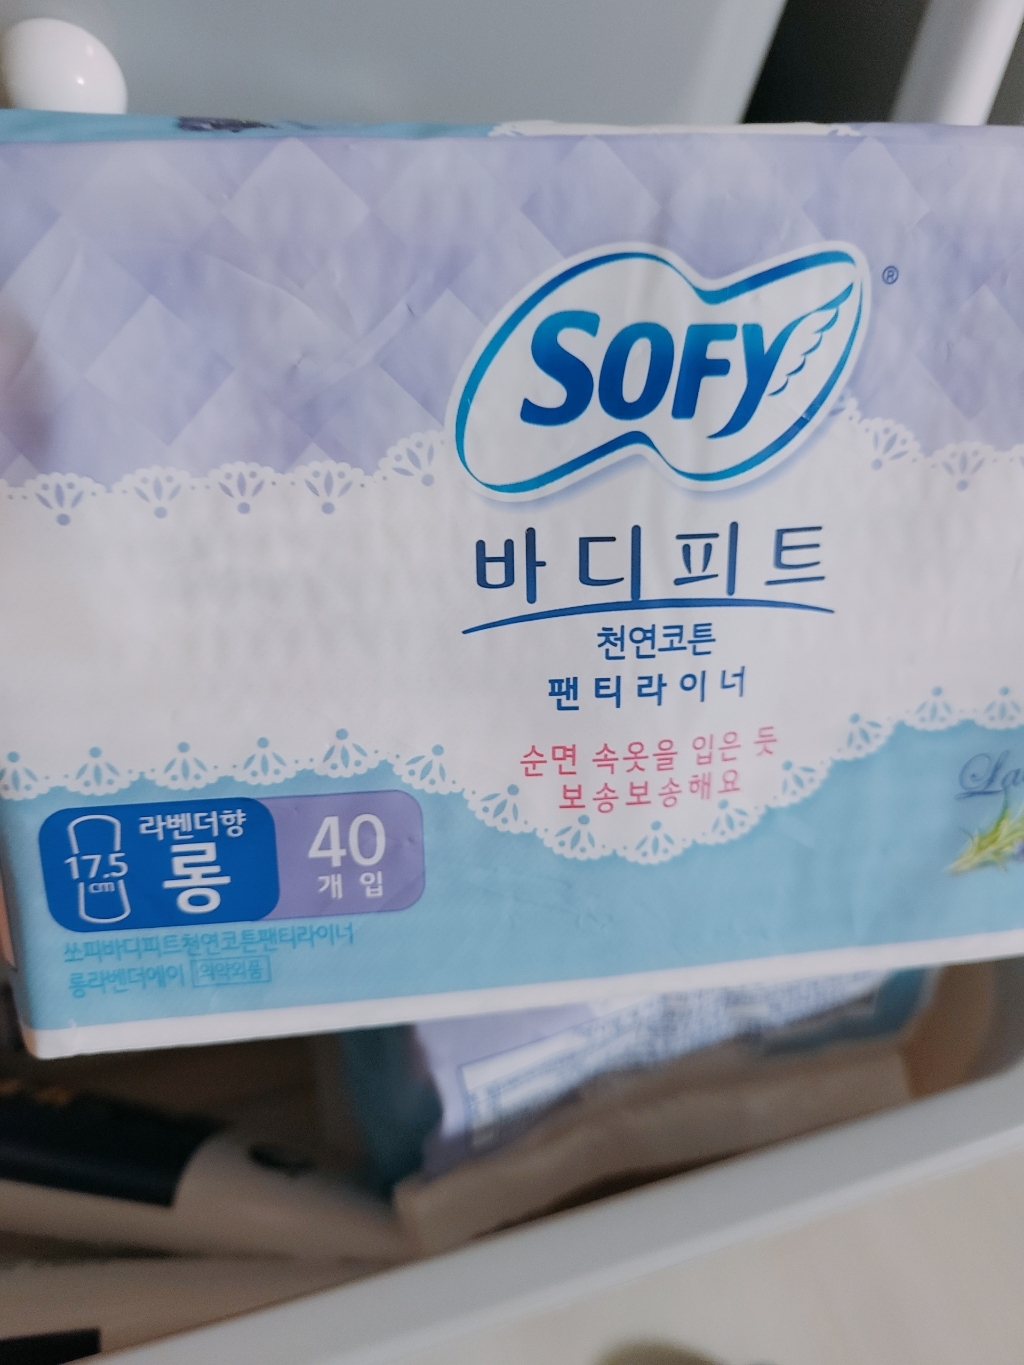 SOFY
®
바디피트
천연코튼
팬티라이너
순면 속옷을 입은 듯
보송보송해요
La
17.5
cm
라벤더향
롱
40
개입
쏘피바디피트천연코튼팬티라이너
롱라벤더에이 의약외품